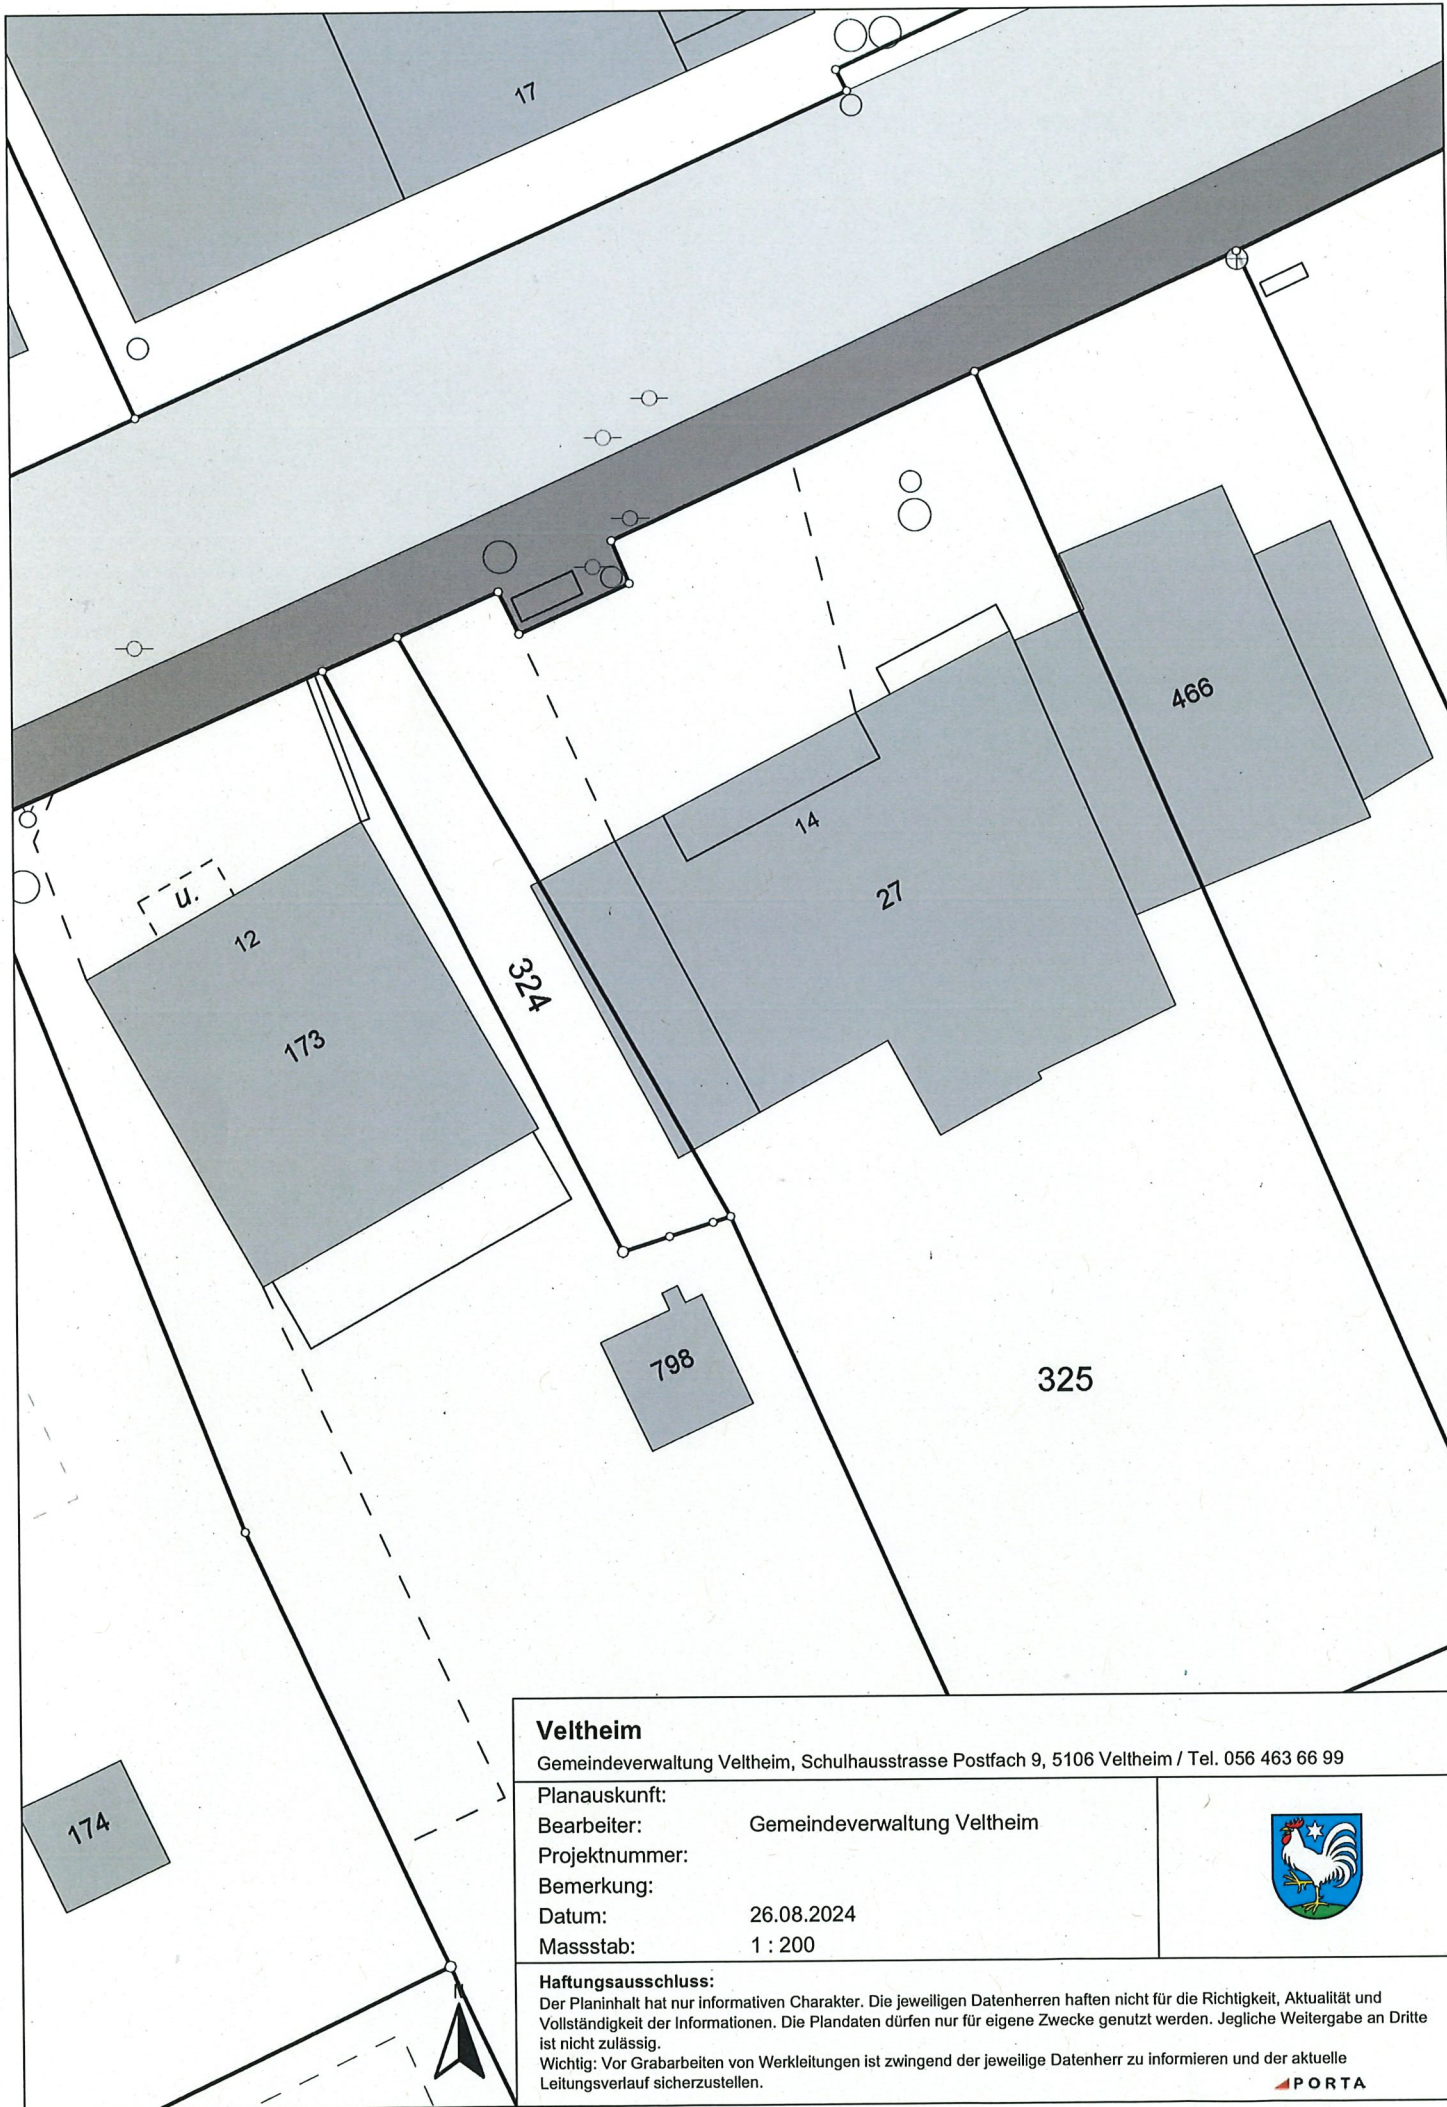 17
466
14
27
U.
12
324
173
798
325
174
Veltheim
Gemeindeverwaltung Veltheim, Schulhausstrasse Postfach 9, 5106 Veltheim / Tel. 056 463 66 99
Planauskunft:
Bearbeiter: Gemeindeverwaltung Veltheim
Projektnummer:
Bemerkung:
Datum: 26.08.2024
Massstab: 1 : 200
N
Haftungsausschluss:
Der Planinhalt hat nur informativen Charakter. Die jeweiligen Datenherren haften nicht für die Richtigkeit, Aktualität und
Vollständigkeit der Informationen. Die Plandaten dürfen nur für eigene Zwecke genutzt werden. Jegliche Weitergabe an Dritte
ist nicht zulässig.
Wichtig: Vor Grabarbeiten von Werkleitungen ist zwingend der jeweilige Datenherr zu informieren und der aktuelle
Leitungsverlauf sicherzustellen.
PORTA